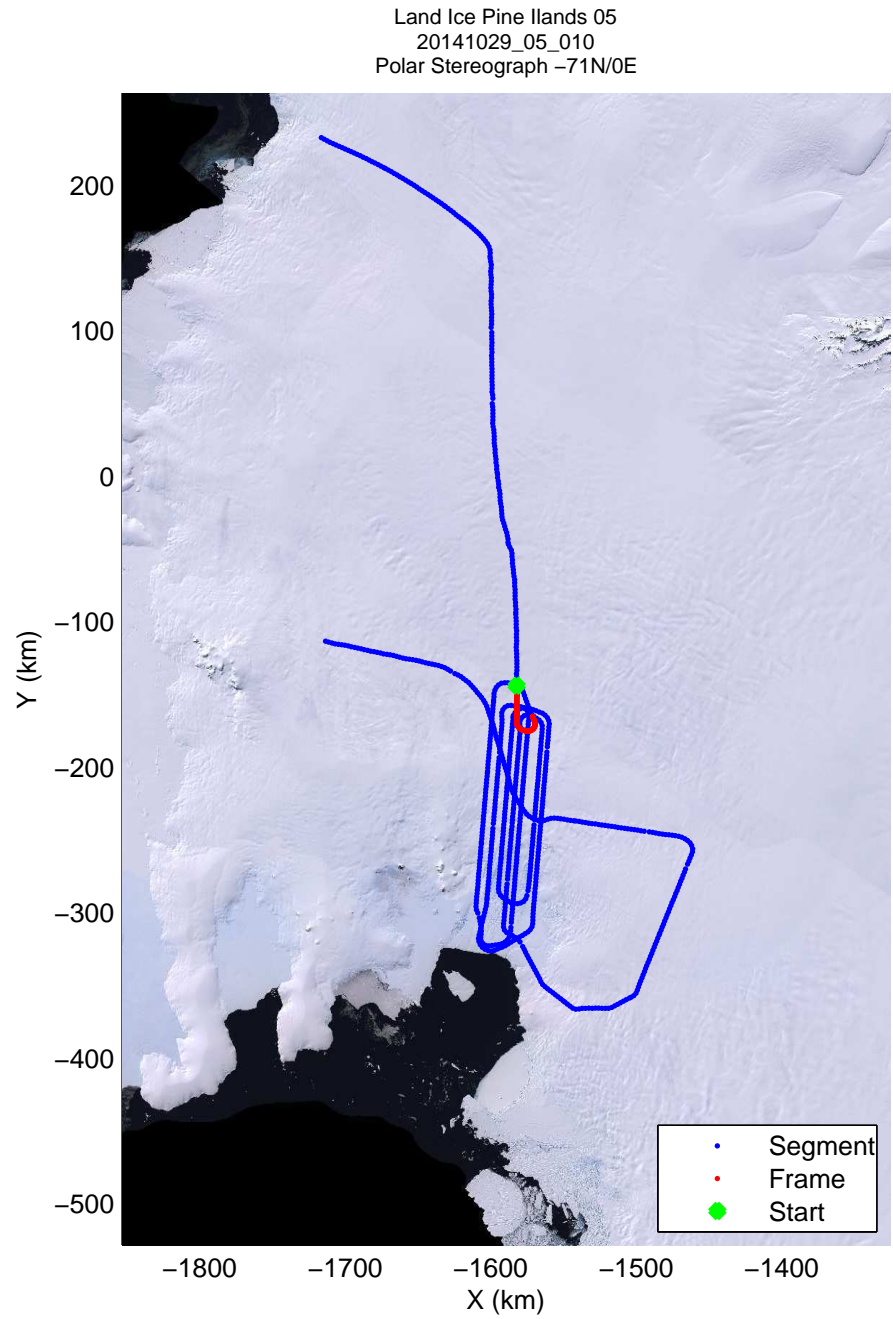 Land Ice Pine Ilands 05
20141029_05_010
Polar Stereograph −71N/0E
200
100
0
−100
−200
−300
−400
−500
Y (km)
−1800 −1700 −1600 −1500 −1400
X (km)
Segment
Frame
Start